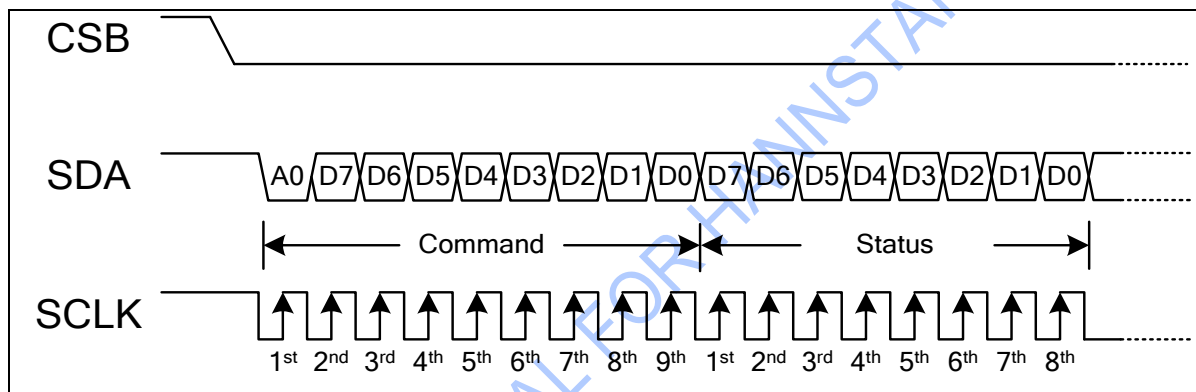 CSB
SDA A0 D7 D6 D5 D4 D3 D2 D1 D0 D7 D6 D5 D4 D3 D2 D1 D0
Command Status
SCLK
1st 2nd 3rd 4th 5th 6th 7th 8th 9th 1st 2nd 3rd 4th 5th 6th 7th 8th
FOR HANNSTAR